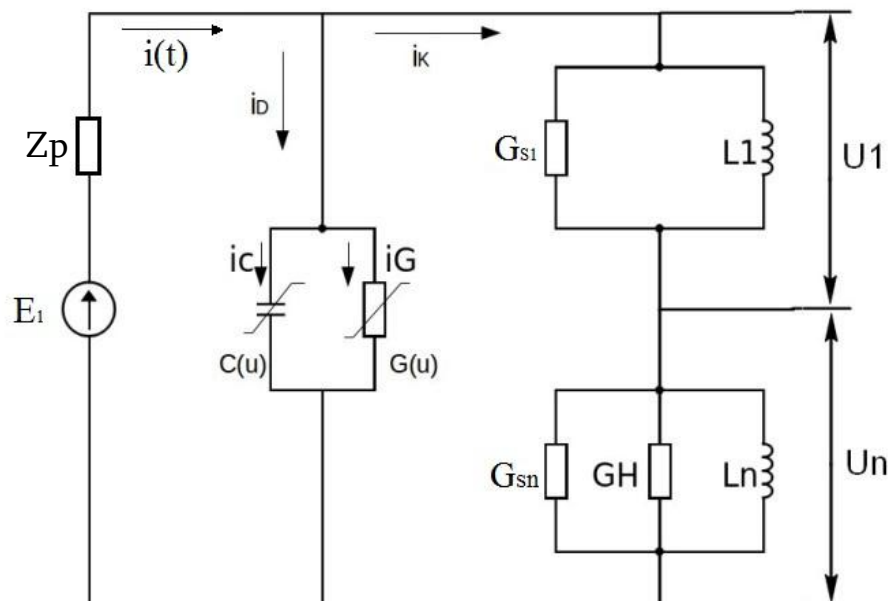 i(t)
iK
iD
Zp
GS1
L1
U1
ic
iG
E1
C(u)
G(u)
GSn
GH
Ln
Un